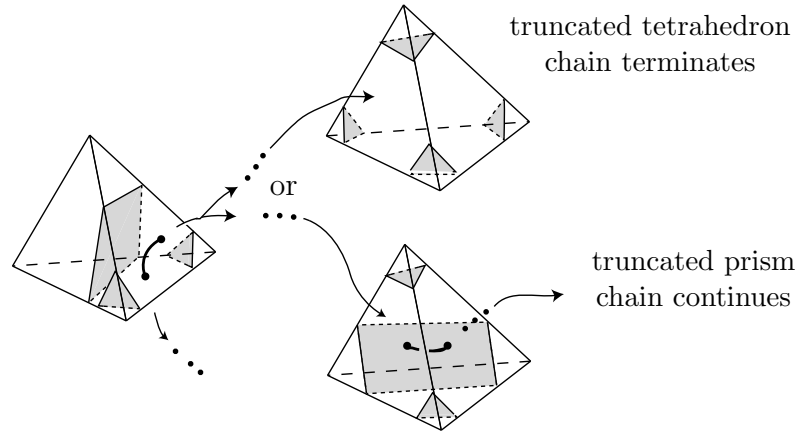 truncated tetrahedron
chain terminates
or
truncated prism
chain continues